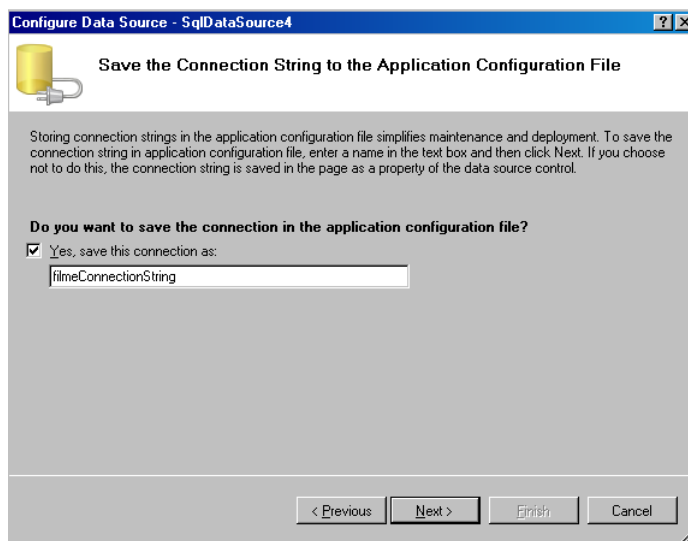 Configure Data Source - SqlDataSource4
Save the Connection String to the Application Configuration File
Storing connection strings in the application configuration file simplifies maintenance and deployment. To save the
connection string in application configuration file, enter a name in the text box and then click Next. If you choose
not to do this, the connection string is saved in the page as a property of the data source control.
Do you want to save the connection in the application configuration file?
Yes, save this connection as:
filmeConnectionString
< Previous Next > Finish Cancel